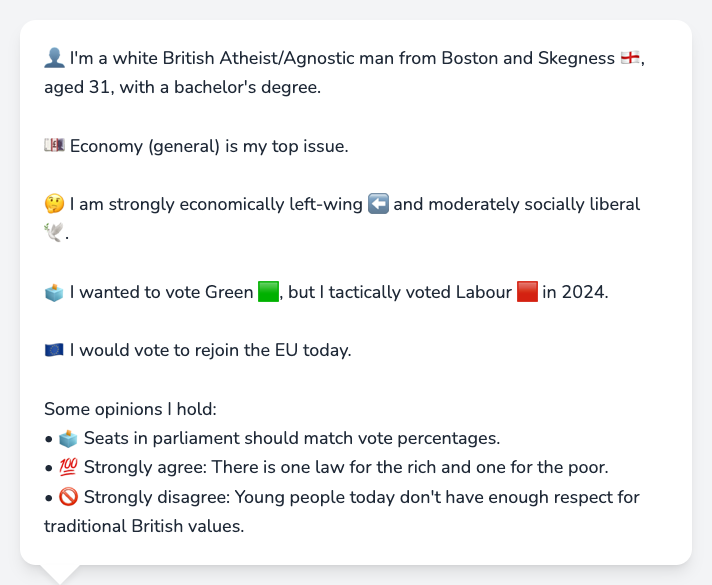 👤 I'm a white British Atheist/Agnostic man from Boston and Skegness 🏴󠁧󠁢󠁥󠁮󠁧󠁿,
aged 31, with a bachelor's degree.
💷 Economy (general) is my top issue.
🤔 I am strongly economically left-wing ⬅️ and moderately socially liberal
🕊️.
🗳️ I wanted to vote Green 🟩, but I tactically voted Labour 🟥 in 2024.
🇪🇺 I would vote to rejoin the EU today.
Some opinions I hold:
• 🗳️ Seats in parliament should match vote percentages.
• 💯 Strongly agree: There is one law for the rich and one for the poor.
• 🚫 Strongly disagree: Young people today don't have enough respect for
traditional British values.